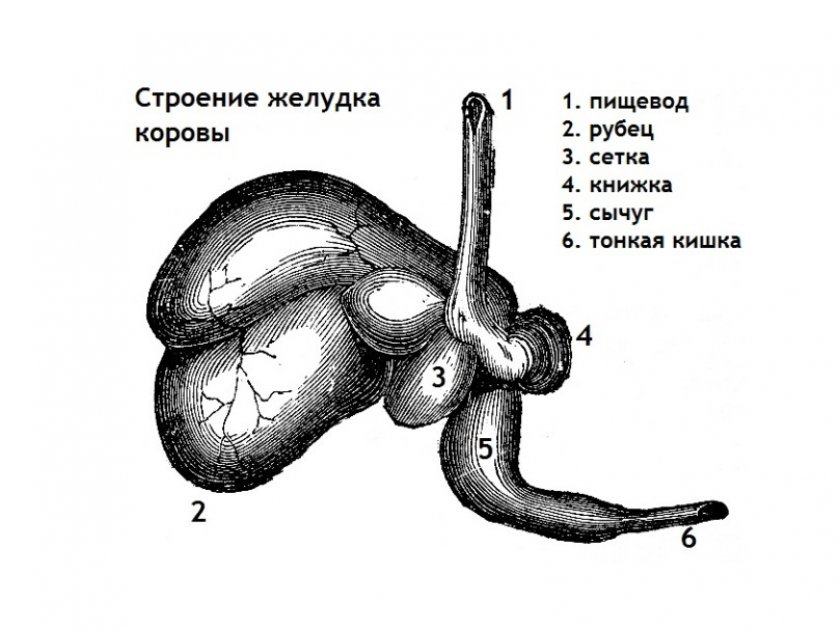 Строение желудка
коровы
1
1. пищевод
2. рубец
3. сетка
4. книжка
5. сычуг
6. тонкая кишка
4
3
5
2
6